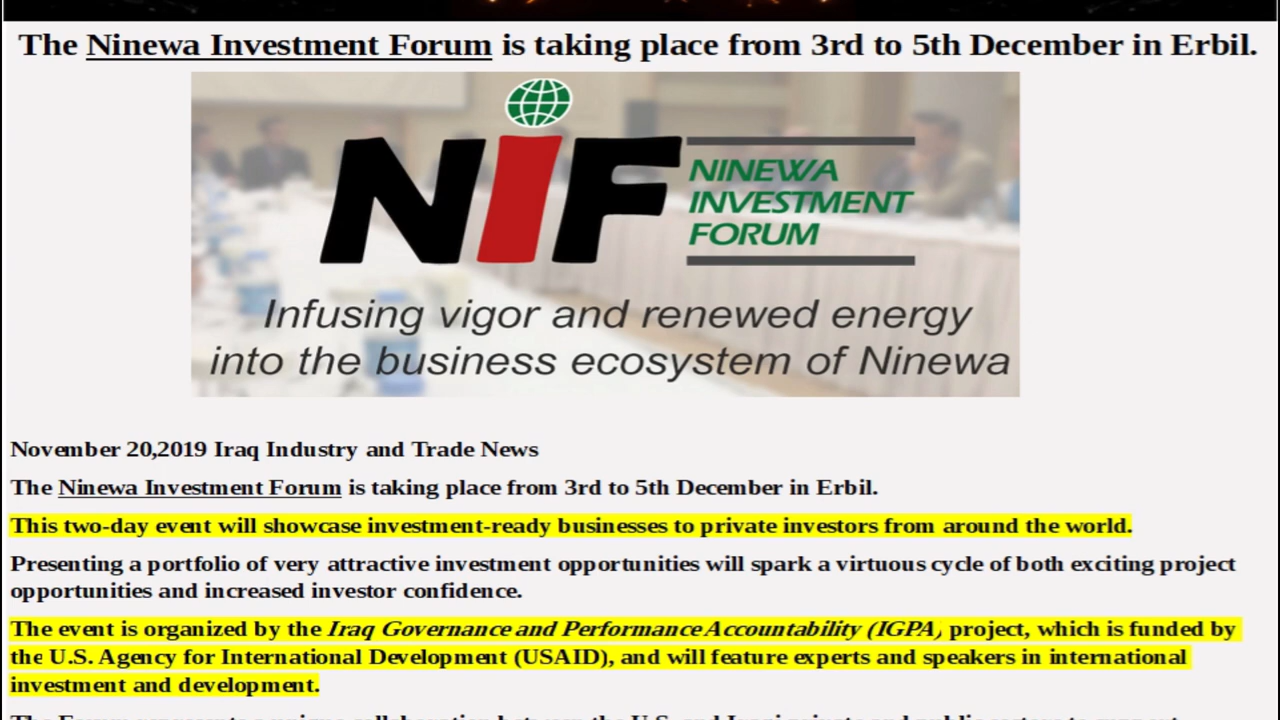 The Ninewa Investment Forum is taking place from 3rd to 5th December in Erbil.
NIF
NINEWA
INVESTMENT
FORUM
Infusing vigor and renewed energy
into the business ecosystem of Ninewa
November 20,2019 Iraq Industry and Trade News
The Ninewa Investment Forum is taking place from 3rd to 5th December in Erbil.
This two-day event will showcase investment-ready businesses to private investors from around the world.
Presenting a portfolio of very attractive investment opportunities will spark a virtuous cycle of both exciting project
opportunities and increased investor confidence.
The event is organized by the Iraq Governance and Performance Accountability (IGPA) project, which is funded by
the U.S. Agency for International Development (USAID), and will feature experts and speakers in international
investment and development.